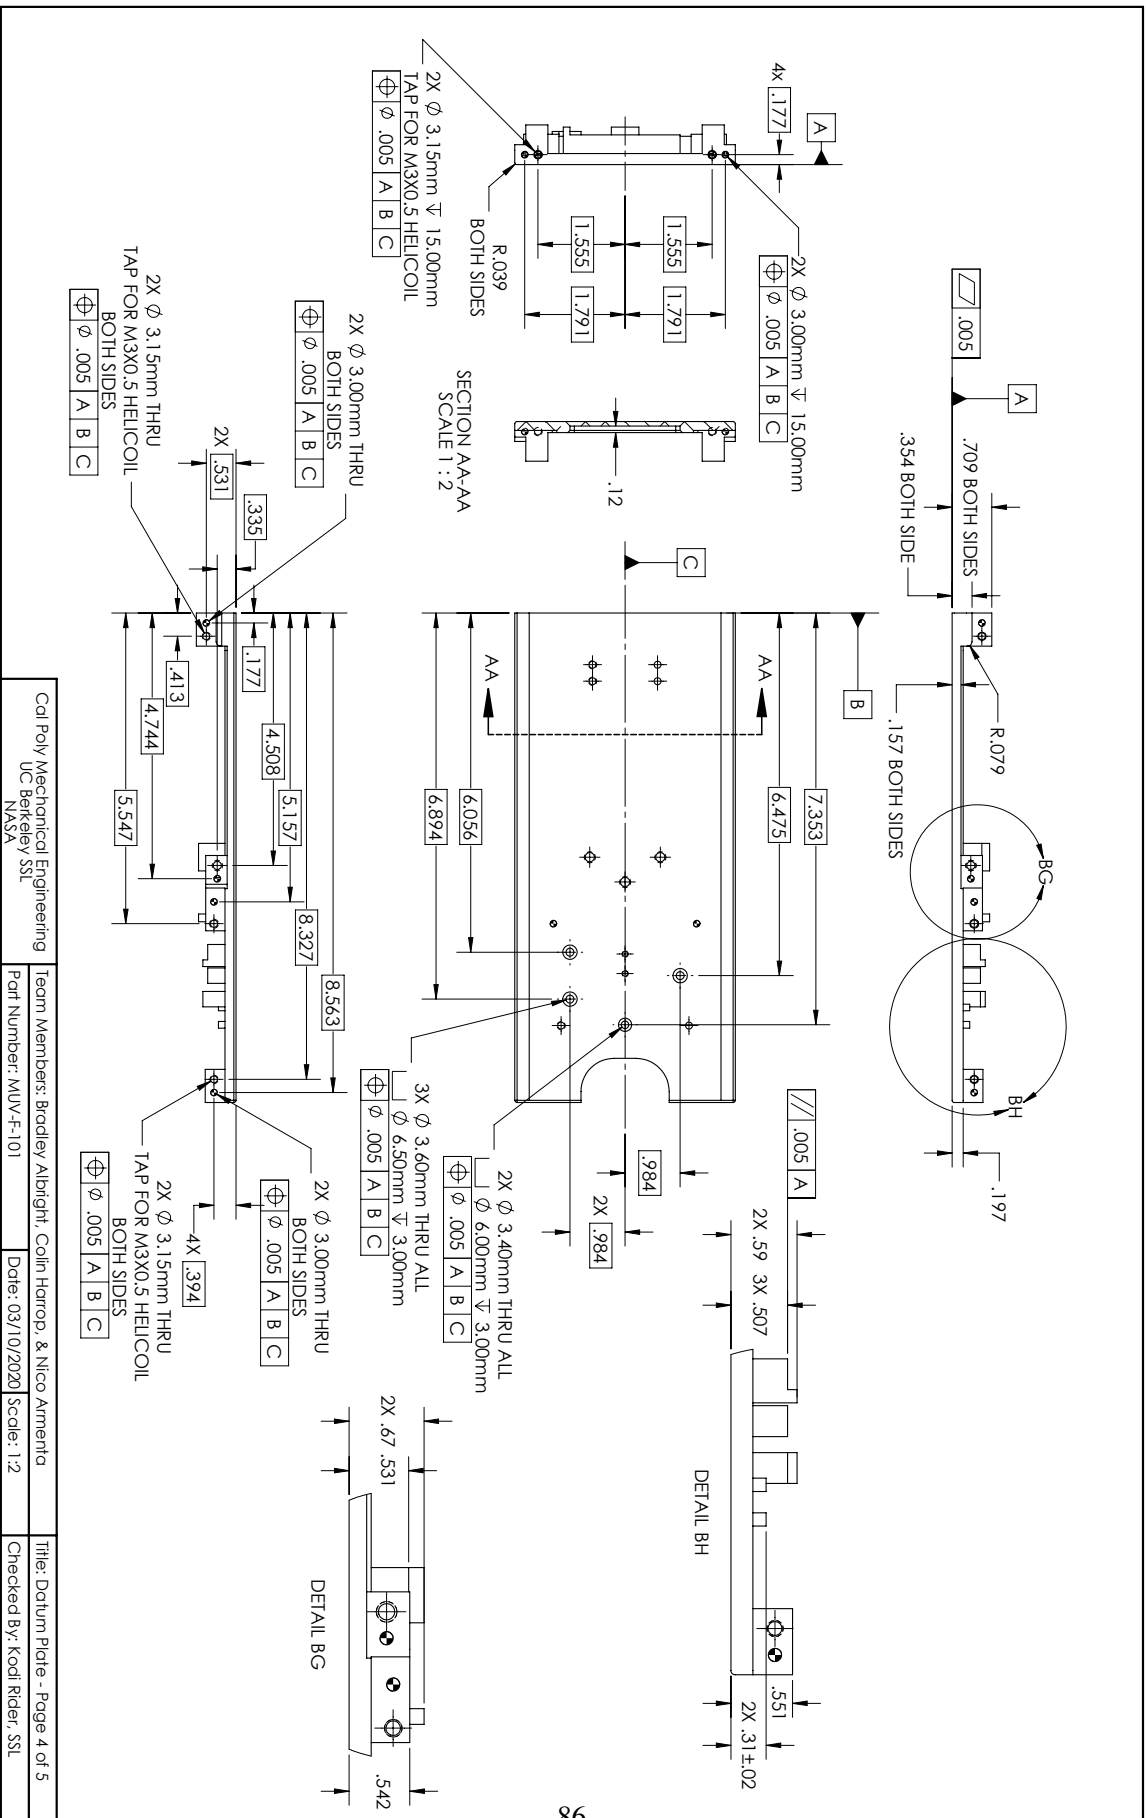 .005
A
.709 BOTH SIDES
.354 BOTH SIDE
R.079
.157 BOTH SIDES
BG
BH
.197
4x .177
A
2X Ø 3.00mm ↧ 15.00mm
⌖ Ø .005 A B C
1.555
1.555
1.791
1.791
R.039
BOTH SIDES
2X Ø 3.15mm ↧ 15.00mm
TAP FOR M3X0.5 HELICOIL
⌖ Ø .005 A B C
SECTION AA-AA
SCALE 1 : 2
.12
C
B
AA
AA
7.353
6.475
6.056
6.894
.984
2X .984
2X Ø 3.40mm THRU ALL
⌴ Ø 6.00mm ↧ 3.00mm
⌖ Ø .005 A B C
3X Ø 3.60mm THRU ALL
⌴ Ø 6.50mm ↧ 3.00mm
⌖ Ø .005 A B C
// .005 A
2X .59
3X .507
.551
2X .31±.02
DETAIL BH
2X .67
.531
.542
DETAIL BG
2X Ø 3.00mm THRU
BOTH SIDES
⌖ Ø .005 A B C
2X Ø 3.15mm THRU
TAP FOR M3X0.5 HELICOIL
BOTH SIDES
⌖ Ø .005 A B C
2X .531
.335
.177
.413
4.508
4.744
5.157
5.547
8.327
8.563
2X Ø 3.00mm THRU
BOTH SIDES
⌖ Ø .005 A B C
4X .394
2X Ø 3.15mm THRU
TAP FOR M3X0.5 HELICOIL
BOTH SIDES
⌖ Ø .005 A B C
Cal Poly Mechanical Engineering
UC Berkeley SSL
NASA
Team Members: Bradley Albright, Colin Harrop, & Nico Armenta
Part Number: MUV-F-101
Date: 03/10/2020
Scale: 1:2
Title: Datum Plate - Page 4 of 5
Checked By: Kodi Rider, SSL
86